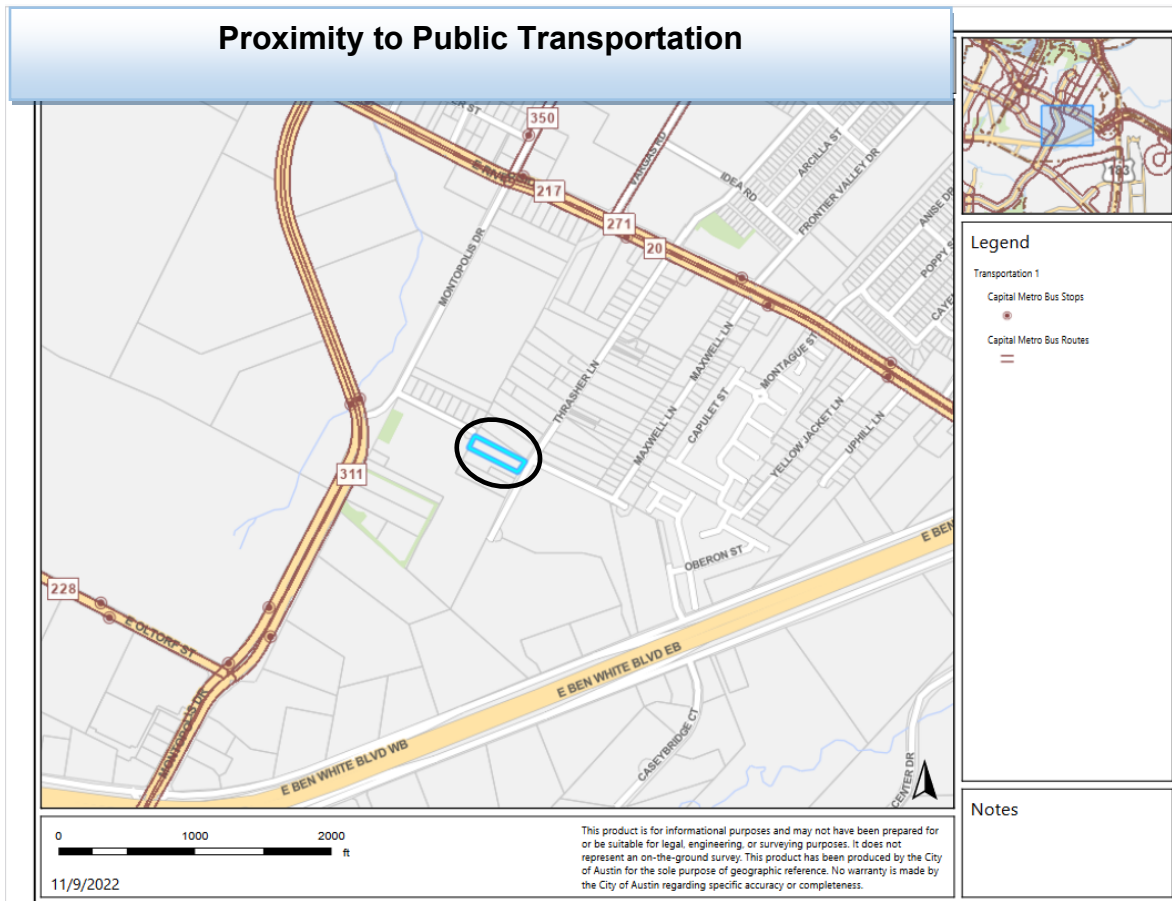 Proximity to Public Transportation
350
217
271
20
VARGAS RD
IDEA RD
ARCILLA ST
FRONTIER VALLEY DR
ANISE DR
MONTOPOLIS DR
THRASHER LN
MAXWELL LN
MAXWELL LN
MONTAGUE ST
CAPULET ST
YELLOW JACKET LN
UPHILL LN
311
228
E OLTORF ST
MONTOPOLIS DR
OBERON ST
E BEN
E BEN WHITE BLVD EB
E BEN WHITE BLVD WB
CASEYBRIDGE CT
CENTER DR
183
Legend
Transportation 1
Capital Metro Bus Stops
Capital Metro Bus Routes
Notes
0 1000 2000
ft
11/9/2022
This product is for informational purposes and may not have been prepared for
or be suitable for legal, engineering, or surveying purposes. It does not
represent an on-the-ground survey. This product has been produced by the City
of Austin for the sole purpose of geographic reference. No warranty is made by
the City of Austin regarding specific accuracy or completeness.